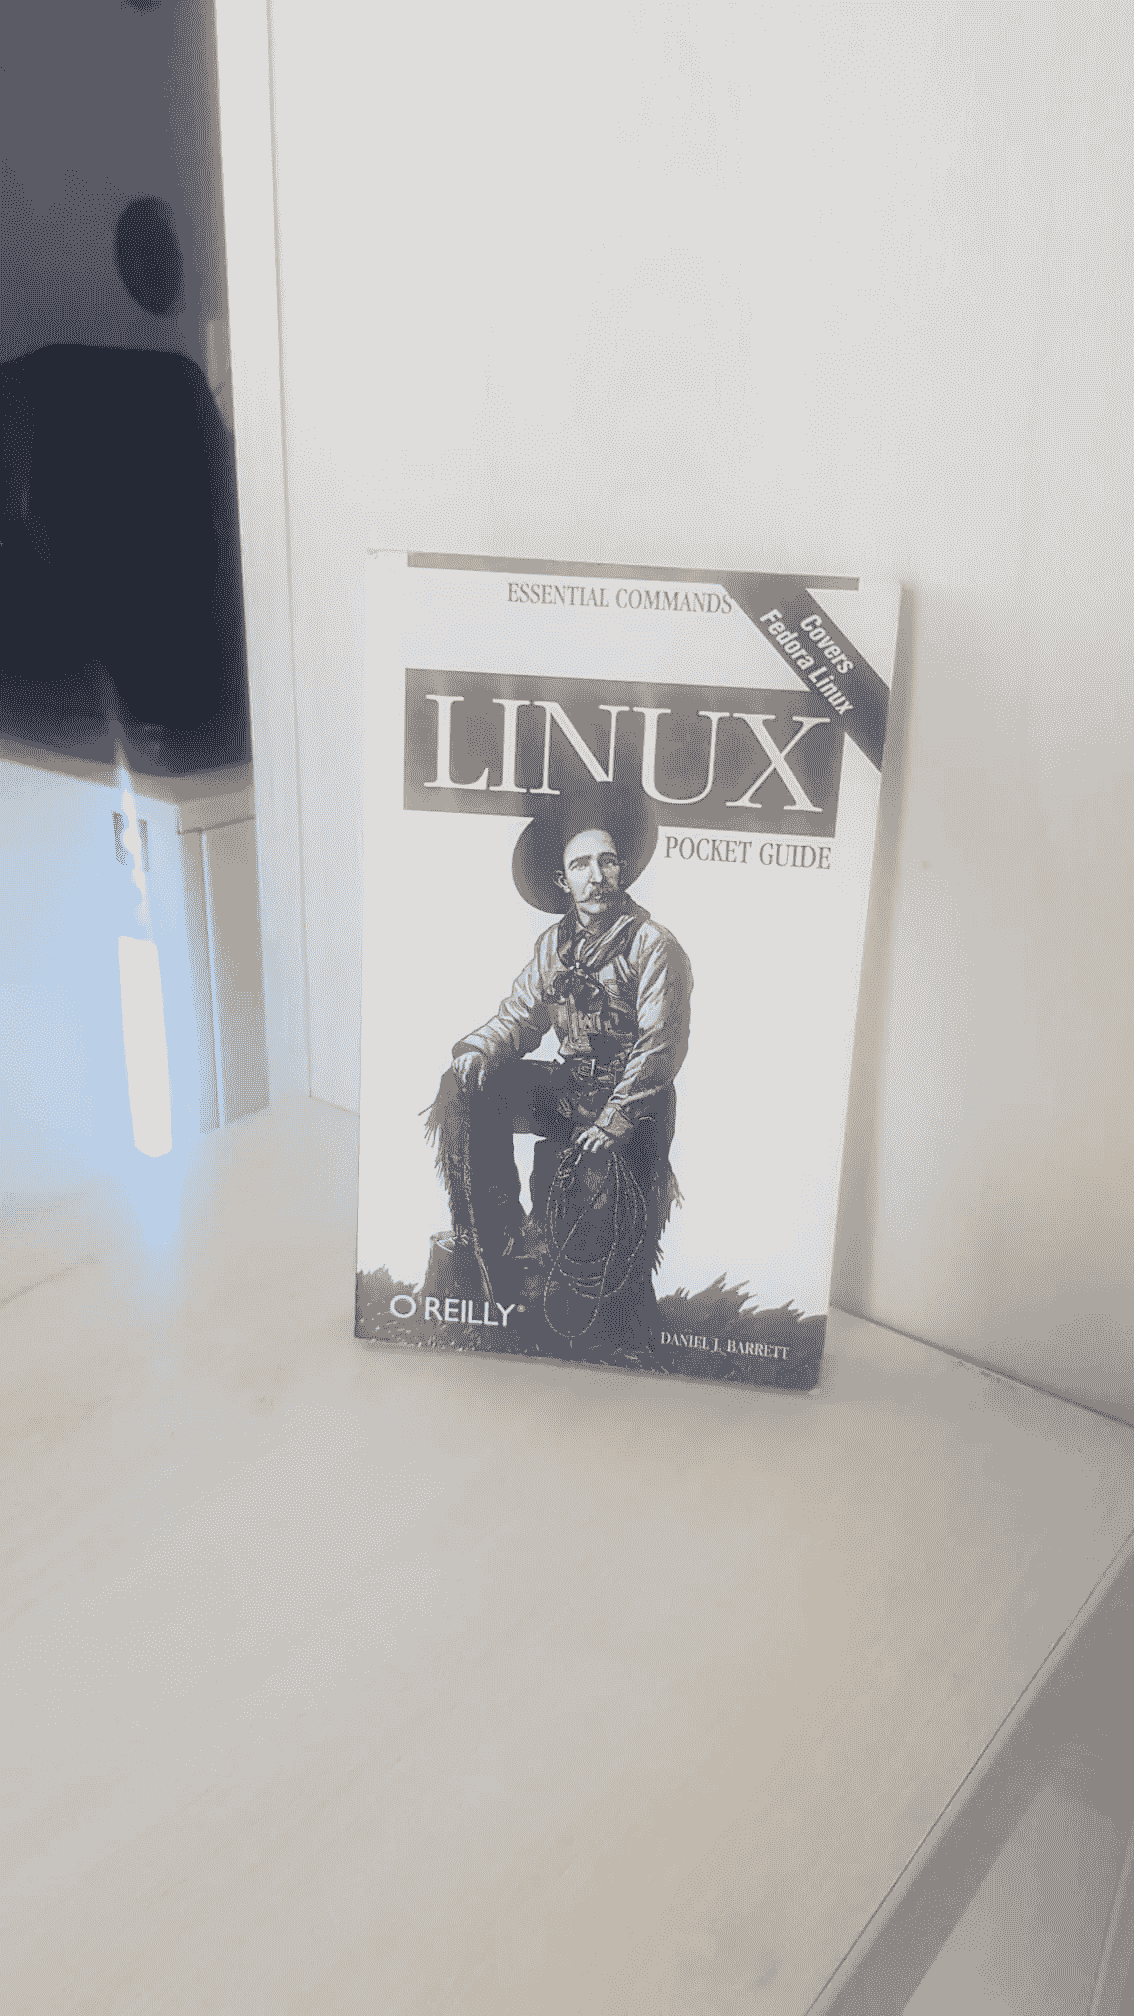 ESSENTIAL COMMANDS
Covers
Fedora Linux
LINUX
POCKET GUIDE
O'REILLY®
DANIEL J. BARRETT